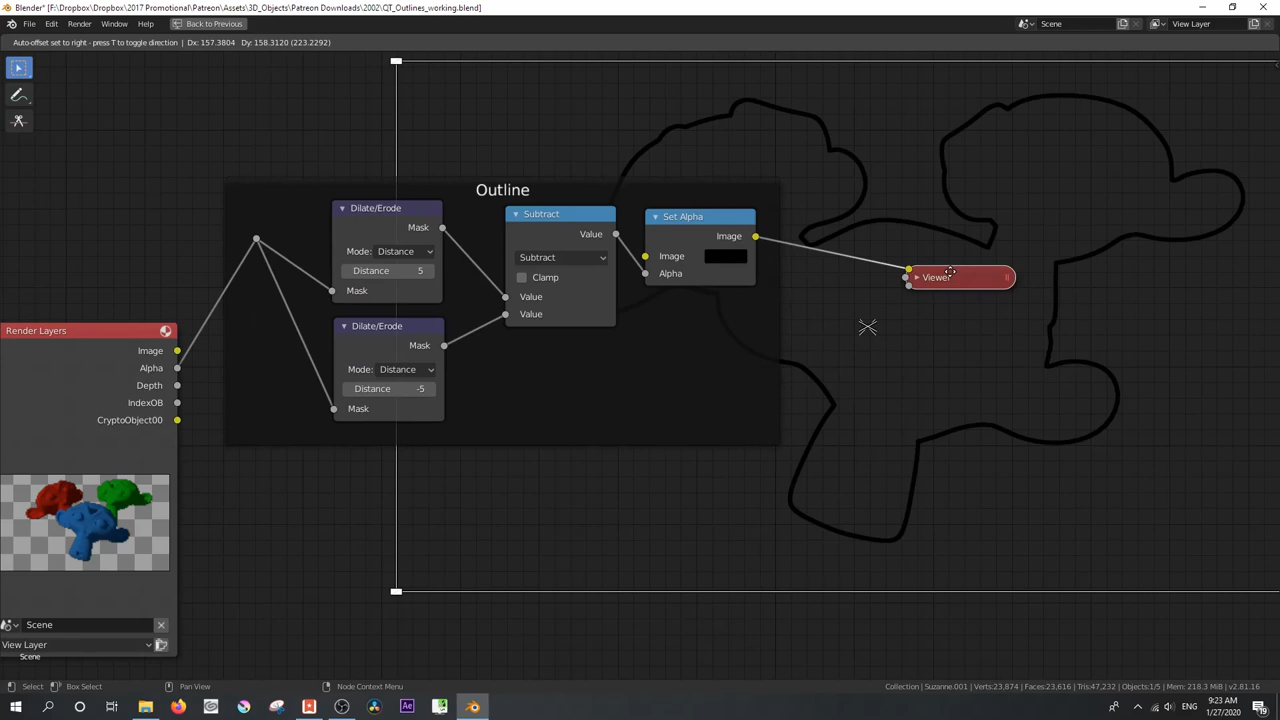 Blender* [F:\Dropbox\Dropbox\2017 Promotional\Patreon\Assets\3D_Objects\Patreon Downloads\2002\QT_Outlines_working.blend]
File Edit Render Window Help Back to Previous Scene View Layer
Auto-offset set to right - press T to toggle direction | Dx: 157.3804 Dy: 158.3120 (223.2292)
Outline
Dilate/Erode
Mask
Mode: Distance
Distance 5
Mask
Subtract
Value
Subtract
Clamp
Value
Value
Set Alpha
Image
Image
Alpha
Viewer
Dilate/Erode
Mask
Mode: Distance
Distance -5
Mask
Render Layers
Image
Alpha
Depth
IndexOB
CryptoObject00
Scene
View Layer
Scene
Select Box Select Pan View Node Context Menu Collection | Suzanne.001 | Verts:23,874 | Faces:23,616 | Tris:47,232 | Objects:1/5 | Mem: 218.3 MiB | v2.81.16
Ae
ENG
9:23 AM
1/27/2020
19